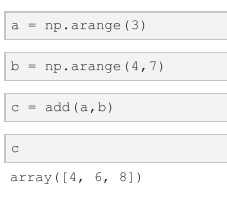 a = np.arange(3)
b = np.arange(4,7)
c = add(a,b)
c
array([4, 6, 8])